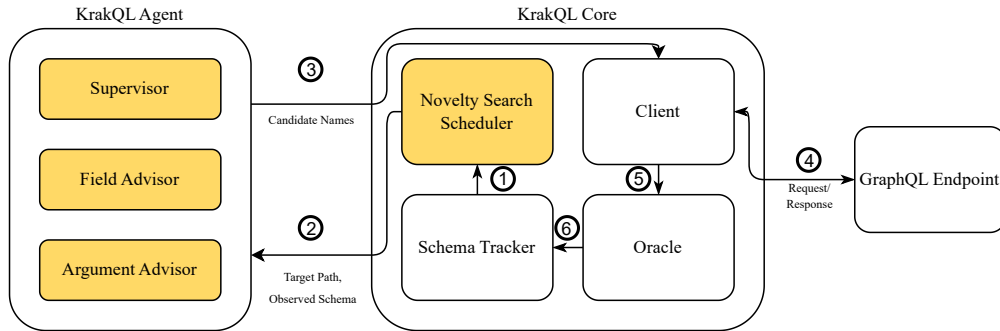 KrakQL Agent
KrakQL Core
Supervisor
Field Advisor
Argument Advisor
3
Candidate Names
2
Target Path,
Observed Schema
Novelty Search
Scheduler
Client
1
5
Schema Tracker
6
Oracle
4
Request/
Response
GraphQL Endpoint